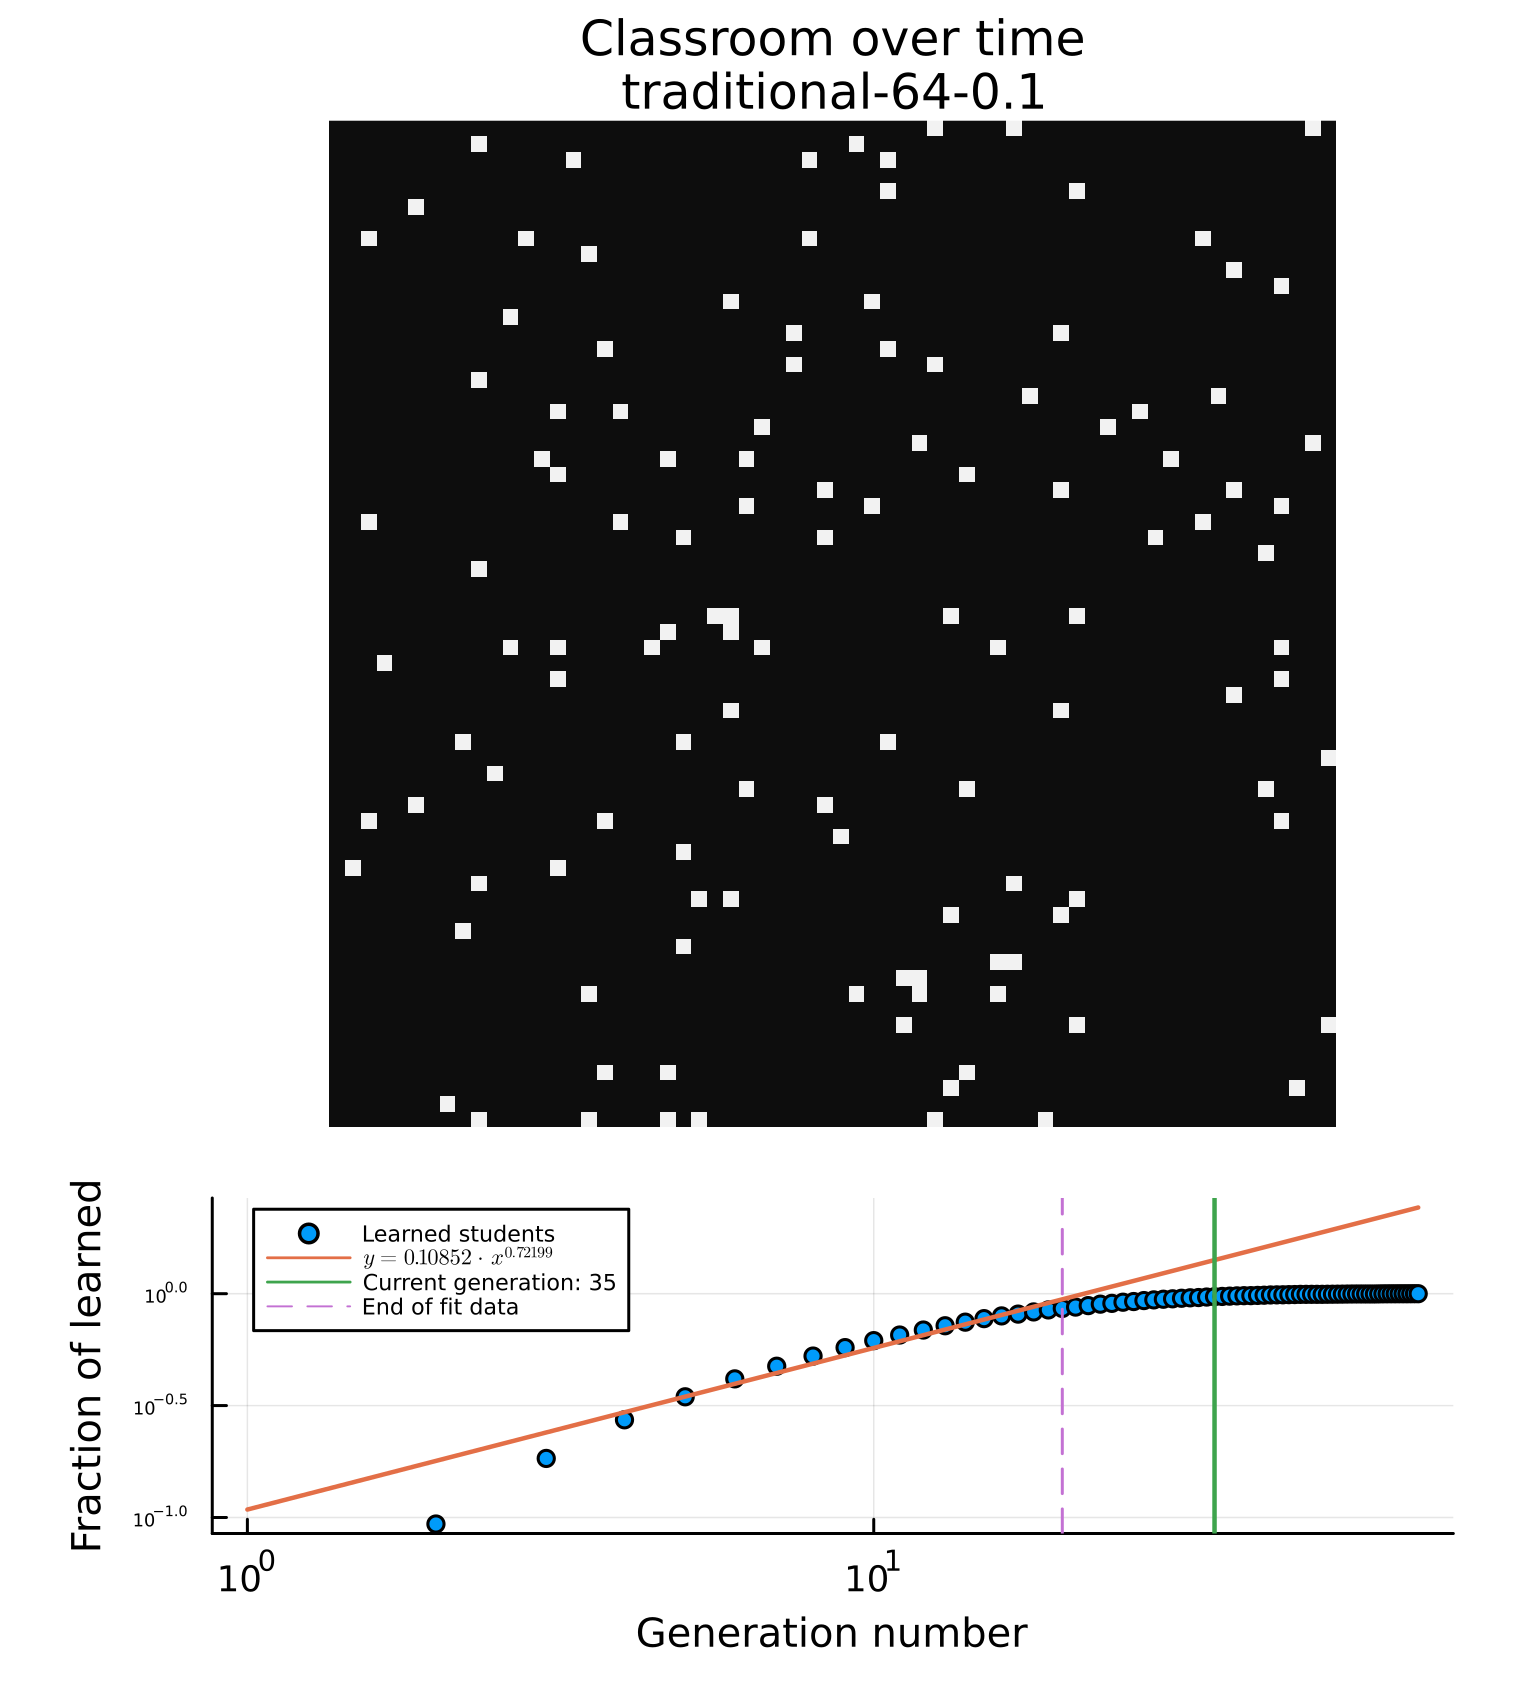 Classroom over time
traditional-64-0.1
Fraction of learned
Learned students
y = 0.10852 · x^0.72199
Current generation: 35
End of fit data
10^0.0
10^−0.5
10^−1.0
10^0
10^1
Generation number